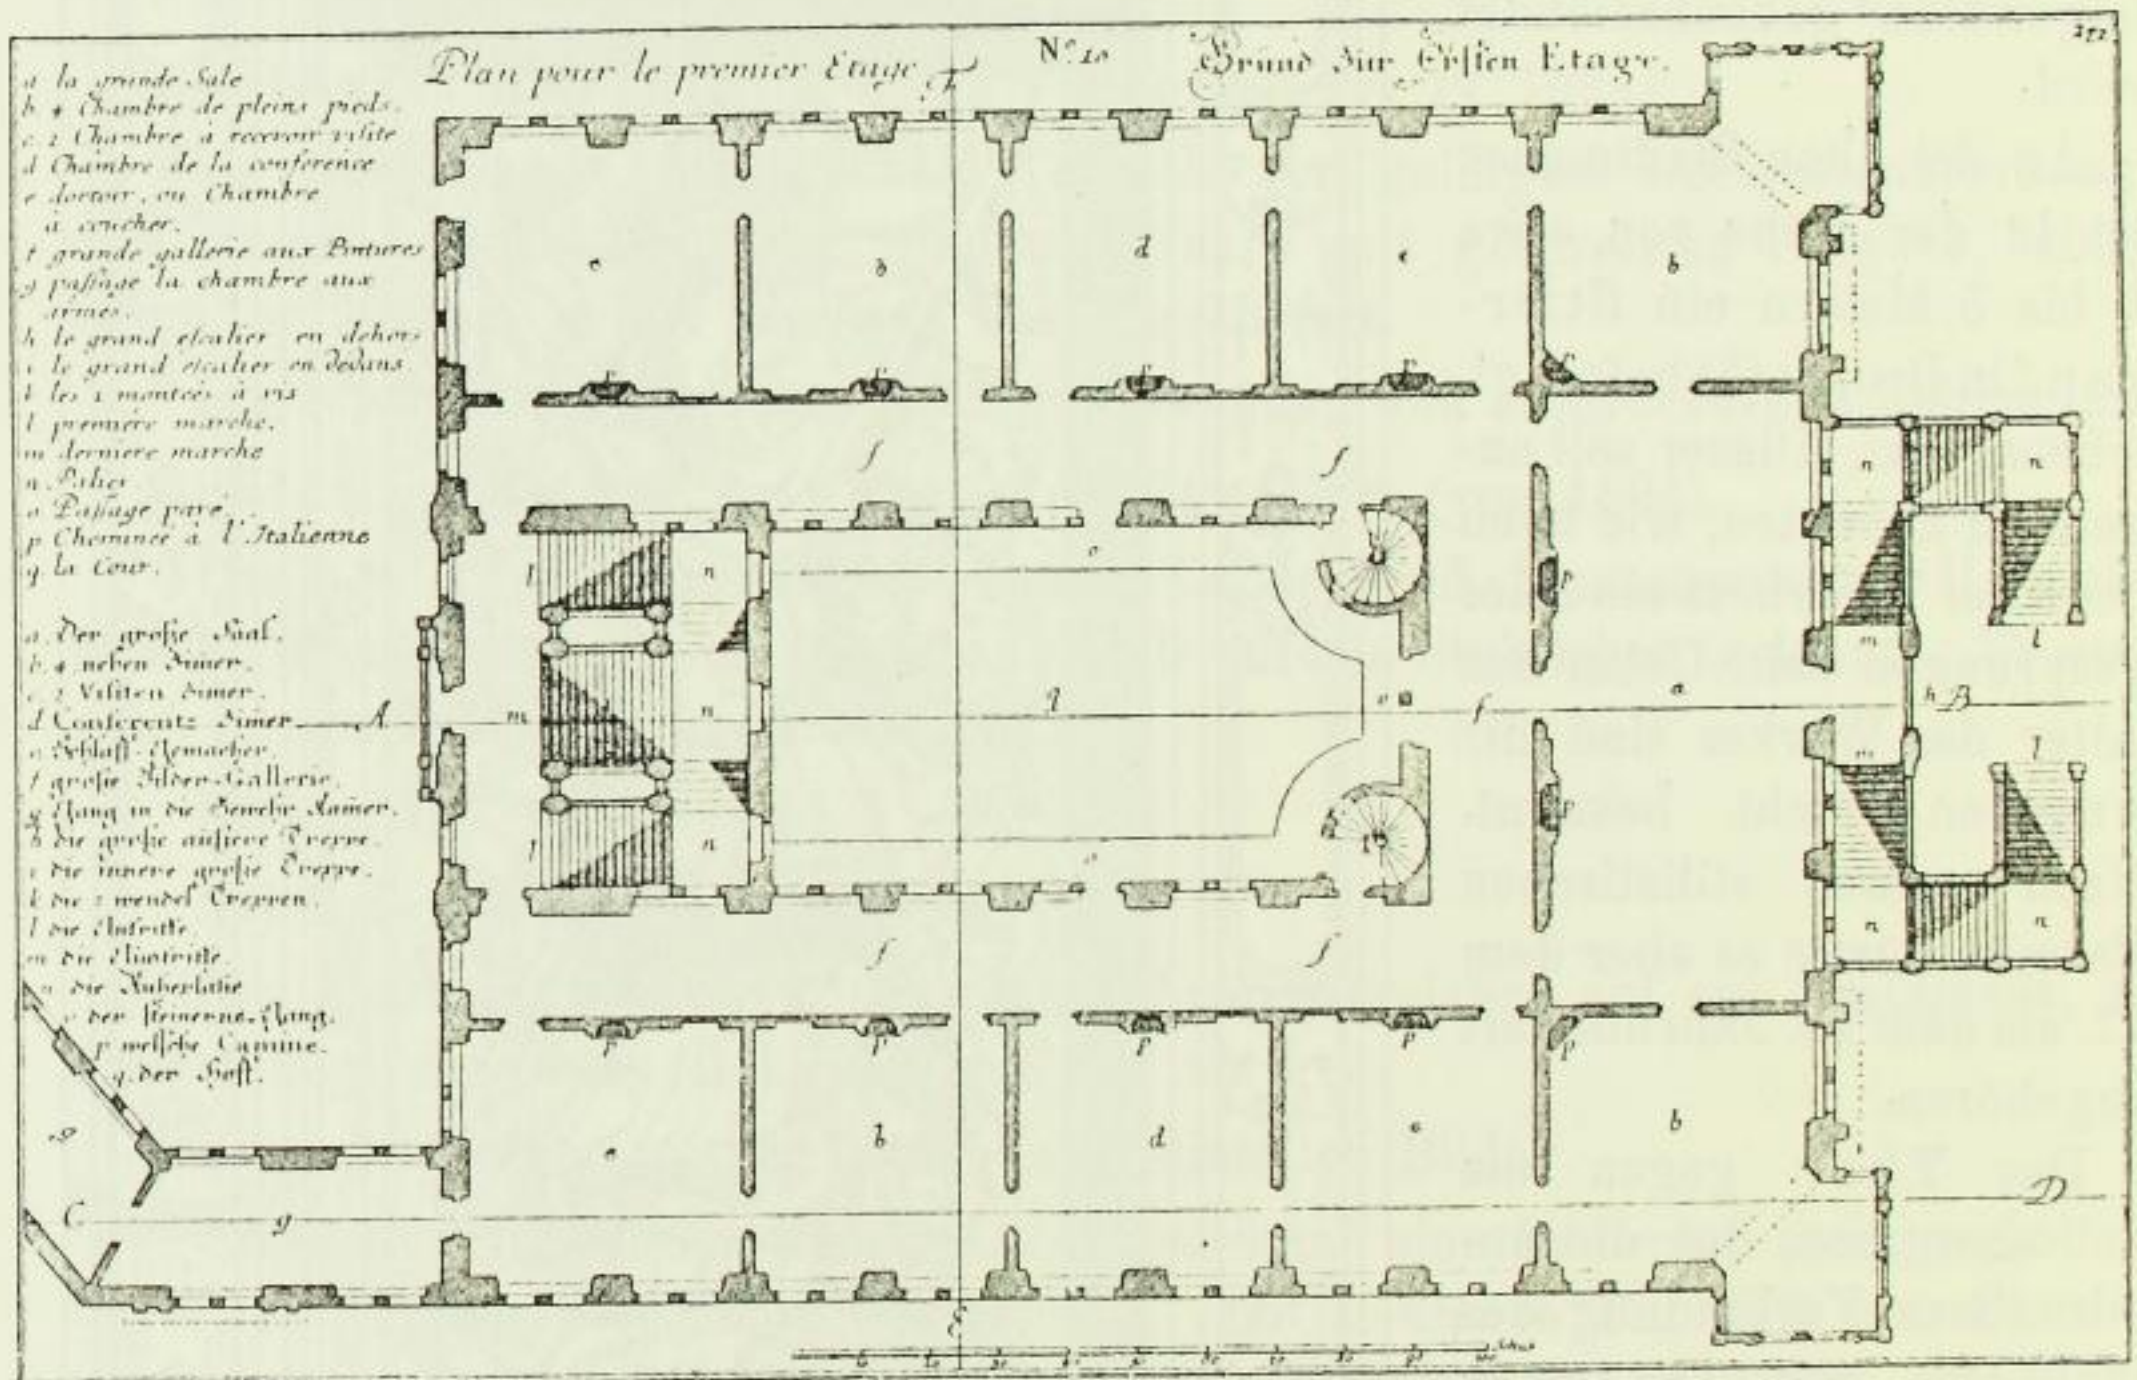 Plan pour le premier Etage
N.º 10
Grund Zur Ersten Etage.
272
a la grande Sale
b 4 Chambre de pleins pieds.
c 2 Chambre a recevoir visite
d Chambre de la conference
e dortoir, ou Chambre
à coucher.
f grande gallerie aux Pintures
g passage la chambre aux
armes.
h le grand escalier en dehors
i le grand escalier en dedans
k les 2 montées à vis
l premiére marche.
m derniere marche
n Palier
o Passage pavé.
p Cheminée à l'Italienne
q la Cour.
a. Der große Saal.
b. 4 neben Zimer.
c 2 Visiten Zimer.
d Conferentz Zimer
e Schlaff-Gemacher.
f große Bilder-Gallerie.
g Gang in die Gewehr Kamer.
h die große aüsere Treppe.
i die innere große Treppe.
k die 2 wendel Treppen.
l die Antritte
m die Austritte.
n die Ruheplätze
o der steinerne Gang.
p welsche Camine.
q. der Hoff.
c b d e b
p p p p p
f f
n n
l n o p
m l
A m n q o f a h B
m l
l n o p
n n
f f
p p p p p
b d e b
g
C g D
E